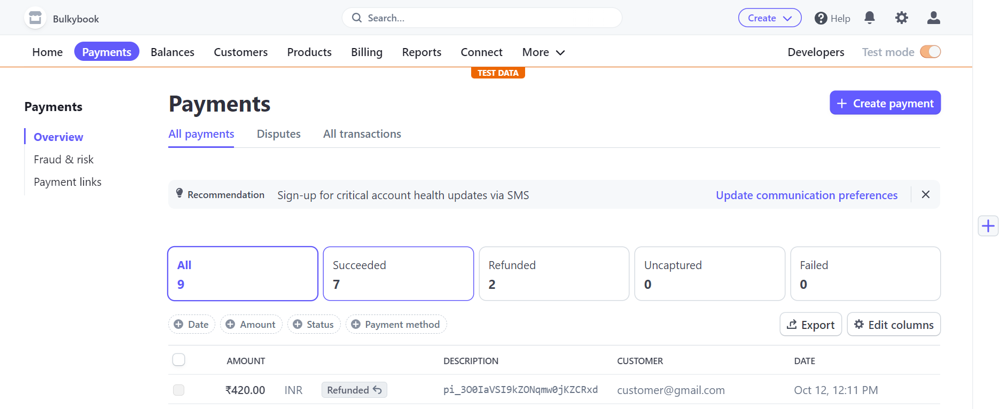 Bulkybook
Search...
Create
Help
Home Payments Balances Customers Products Billing Reports Connect More
Developers Test mode
TEST DATA
Payments
Overview
Fraud & risk
Payment links
Payments
Create payment
All payments Disputes All transactions
Recommendation Sign-up for critical account health updates via SMS Update communication preferences
All
9
Succeeded
7
Refunded
2
Uncaptured
0
Failed
0
Date Amount Status Payment method
Export Edit columns
AMOUNT DESCRIPTION CUSTOMER DATE
₹420.00 INR Refunded pi_3O0IaVSI9kZONqmw0jKZCRxd customer@gmail.com Oct 12, 12:11 PM